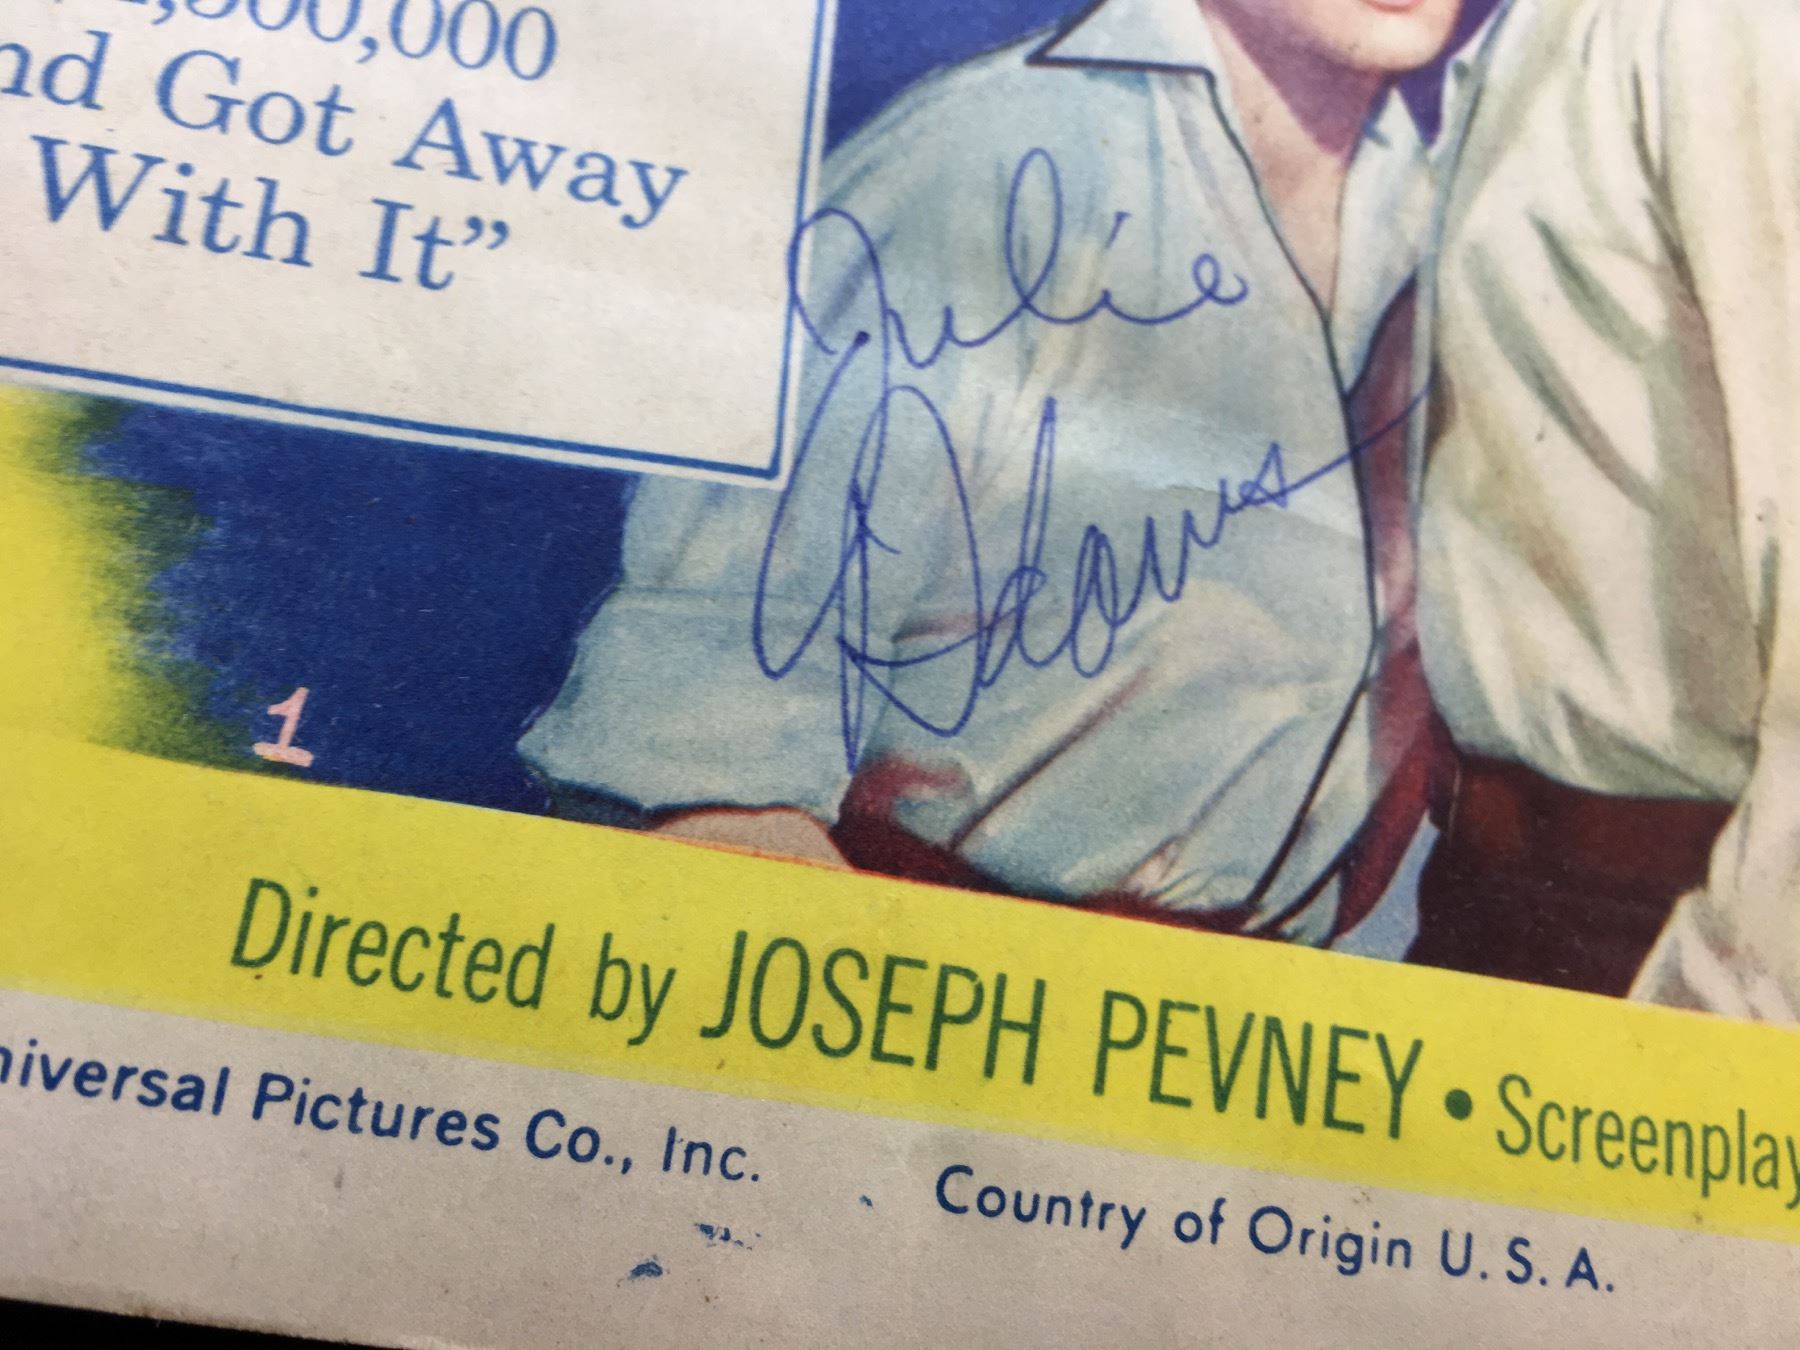 ,500,000
nd Got Away
With It”
Julie
Adams
1
Directed by JOSEPH PEVNEY • Screenplay
niversal Pictures Co., Inc. Country of Origin U. S. A.